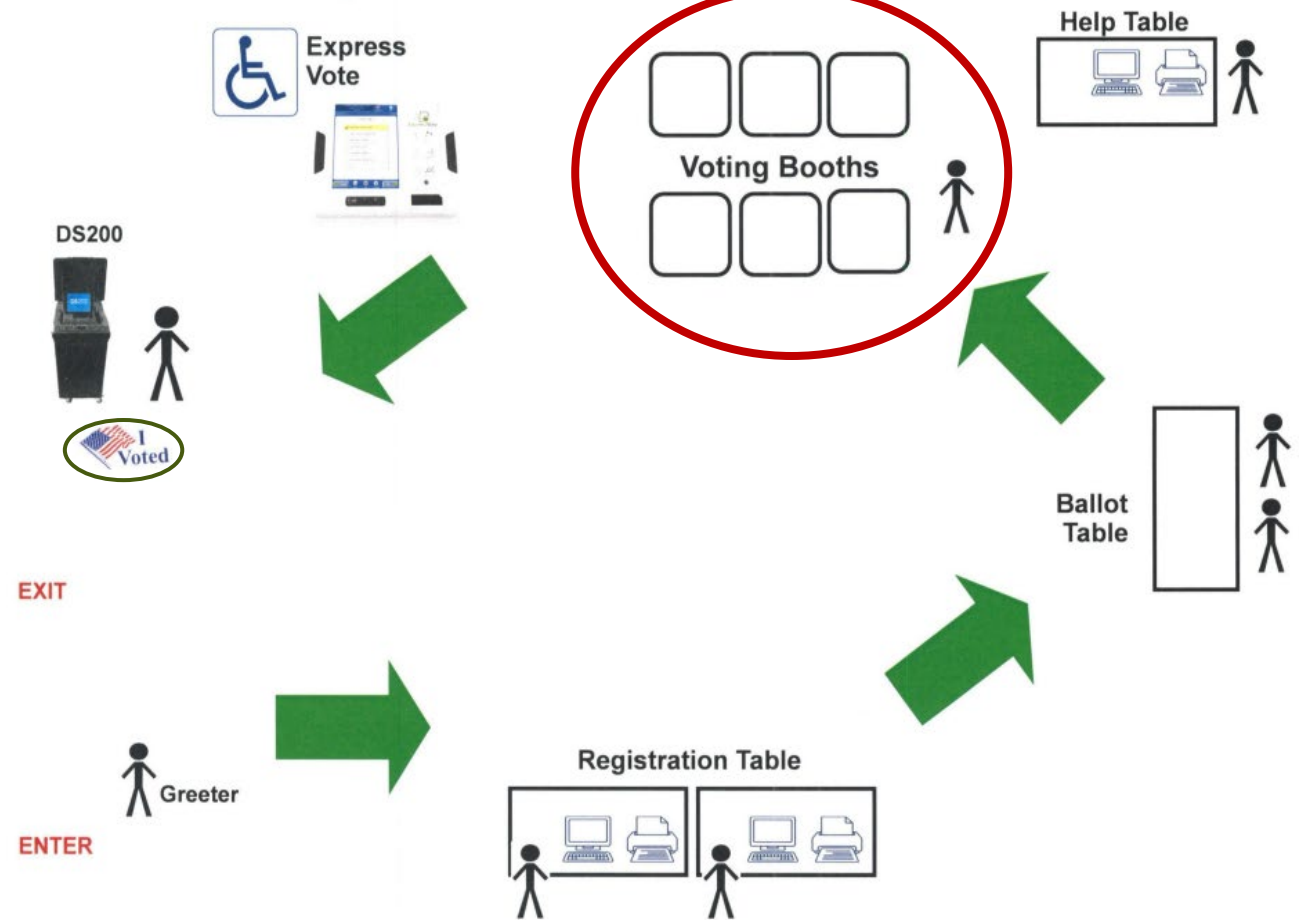 Express
Vote
Voting Booths
Help Table
DS200
I
Voted
Ballot
Table
EXIT
Greeter
ENTER
Registration Table